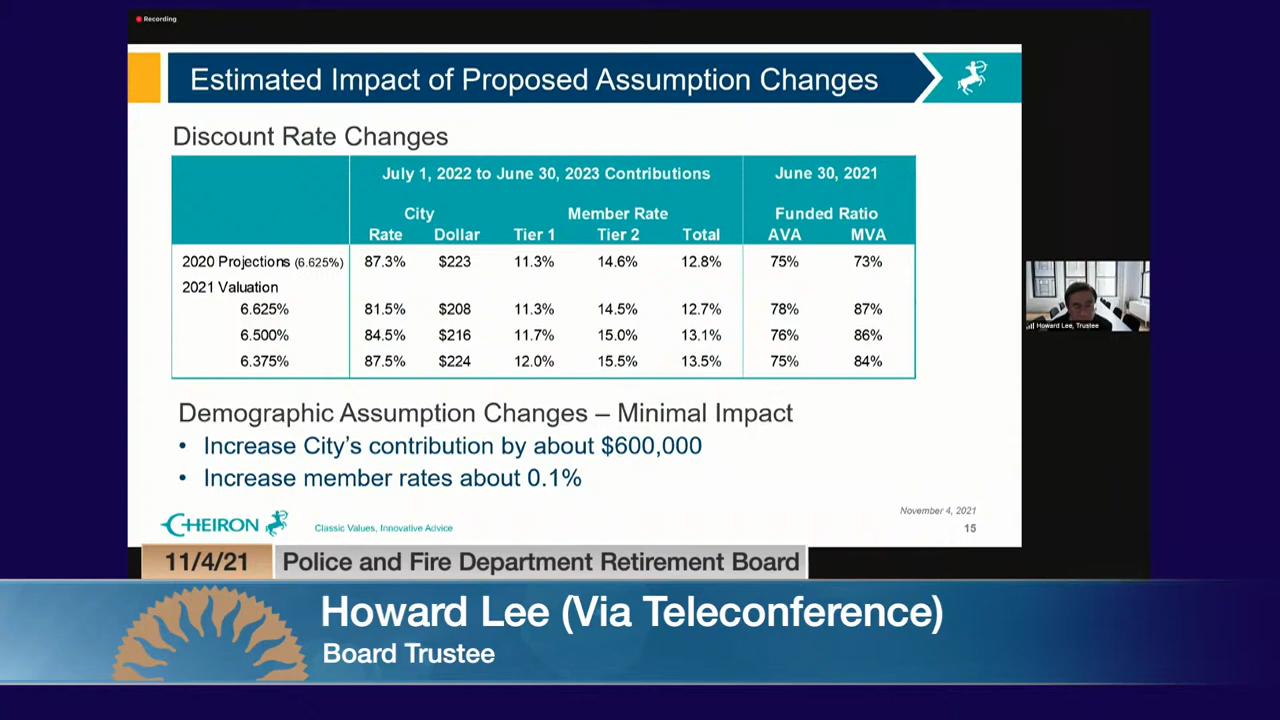 Recording
Estimated Impact of Proposed Assumption Changes
Discount Rate Changes
July 1, 2022 to June 30, 2023 Contributions June 30, 2021
City Member Rate Funded Ratio
Rate Dollar Tier 1 Tier 2 Total AVA MVA
2020 Projections (6.625%) 87.3% $223 11.3% 14.6% 12.8% 75% 73%
2021 Valuation
6.625% 81.5% $208 11.3% 14.5% 12.7% 78% 87%
6.500% 84.5% $216 11.7% 15.0% 13.1% 76% 86%
6.375% 87.5% $224 12.0% 15.5% 13.5% 75% 84%
Howard Lee, Trustee
Demographic Assumption Changes – Minimal Impact
• Increase City's contribution by about $600,000
• Increase member rates about 0.1%
November 4, 2021
CHEIRON Classic Values, Innovative Advice 15
11/4/21 Police and Fire Department Retirement Board
Howard Lee (Via Teleconference)
Board Trustee